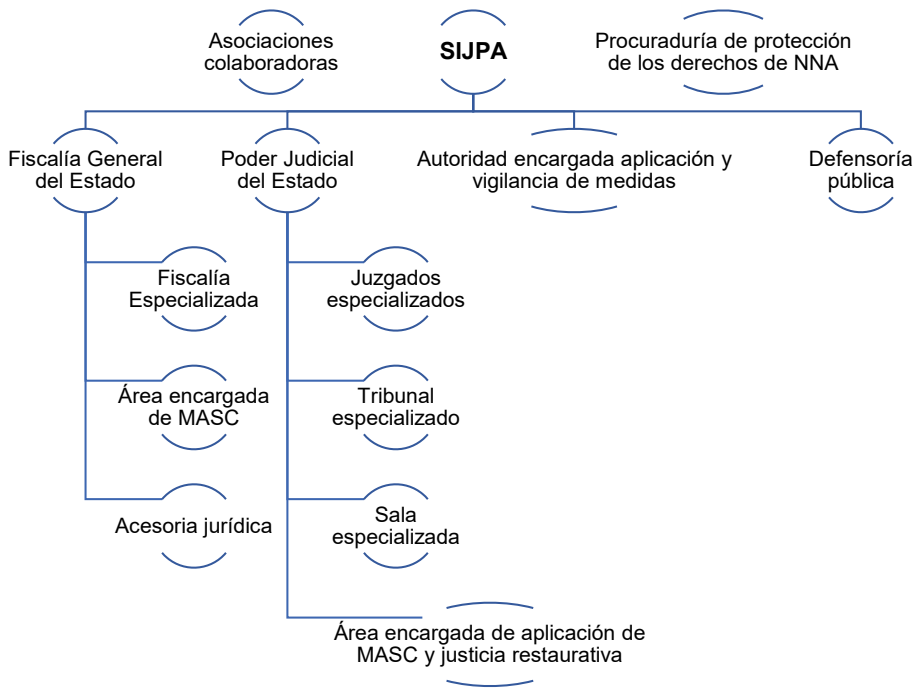 Asociaciones
colaboradoras
SIJPA
Procuraduría de protección
de los derechos de NNA
Fiscalía General
del Estado
Poder Judicial
del Estado
Autoridad encargada aplicación y
vigilancia de medidas
Defensoría
pública
Fiscalía
Especializada
Juzgados
especializados
Área encargada
de MASC
Tribunal
especializado
Acesoria jurídica
Sala
especializada
Área encargada de aplicación de
MASC y justicia restaurativa